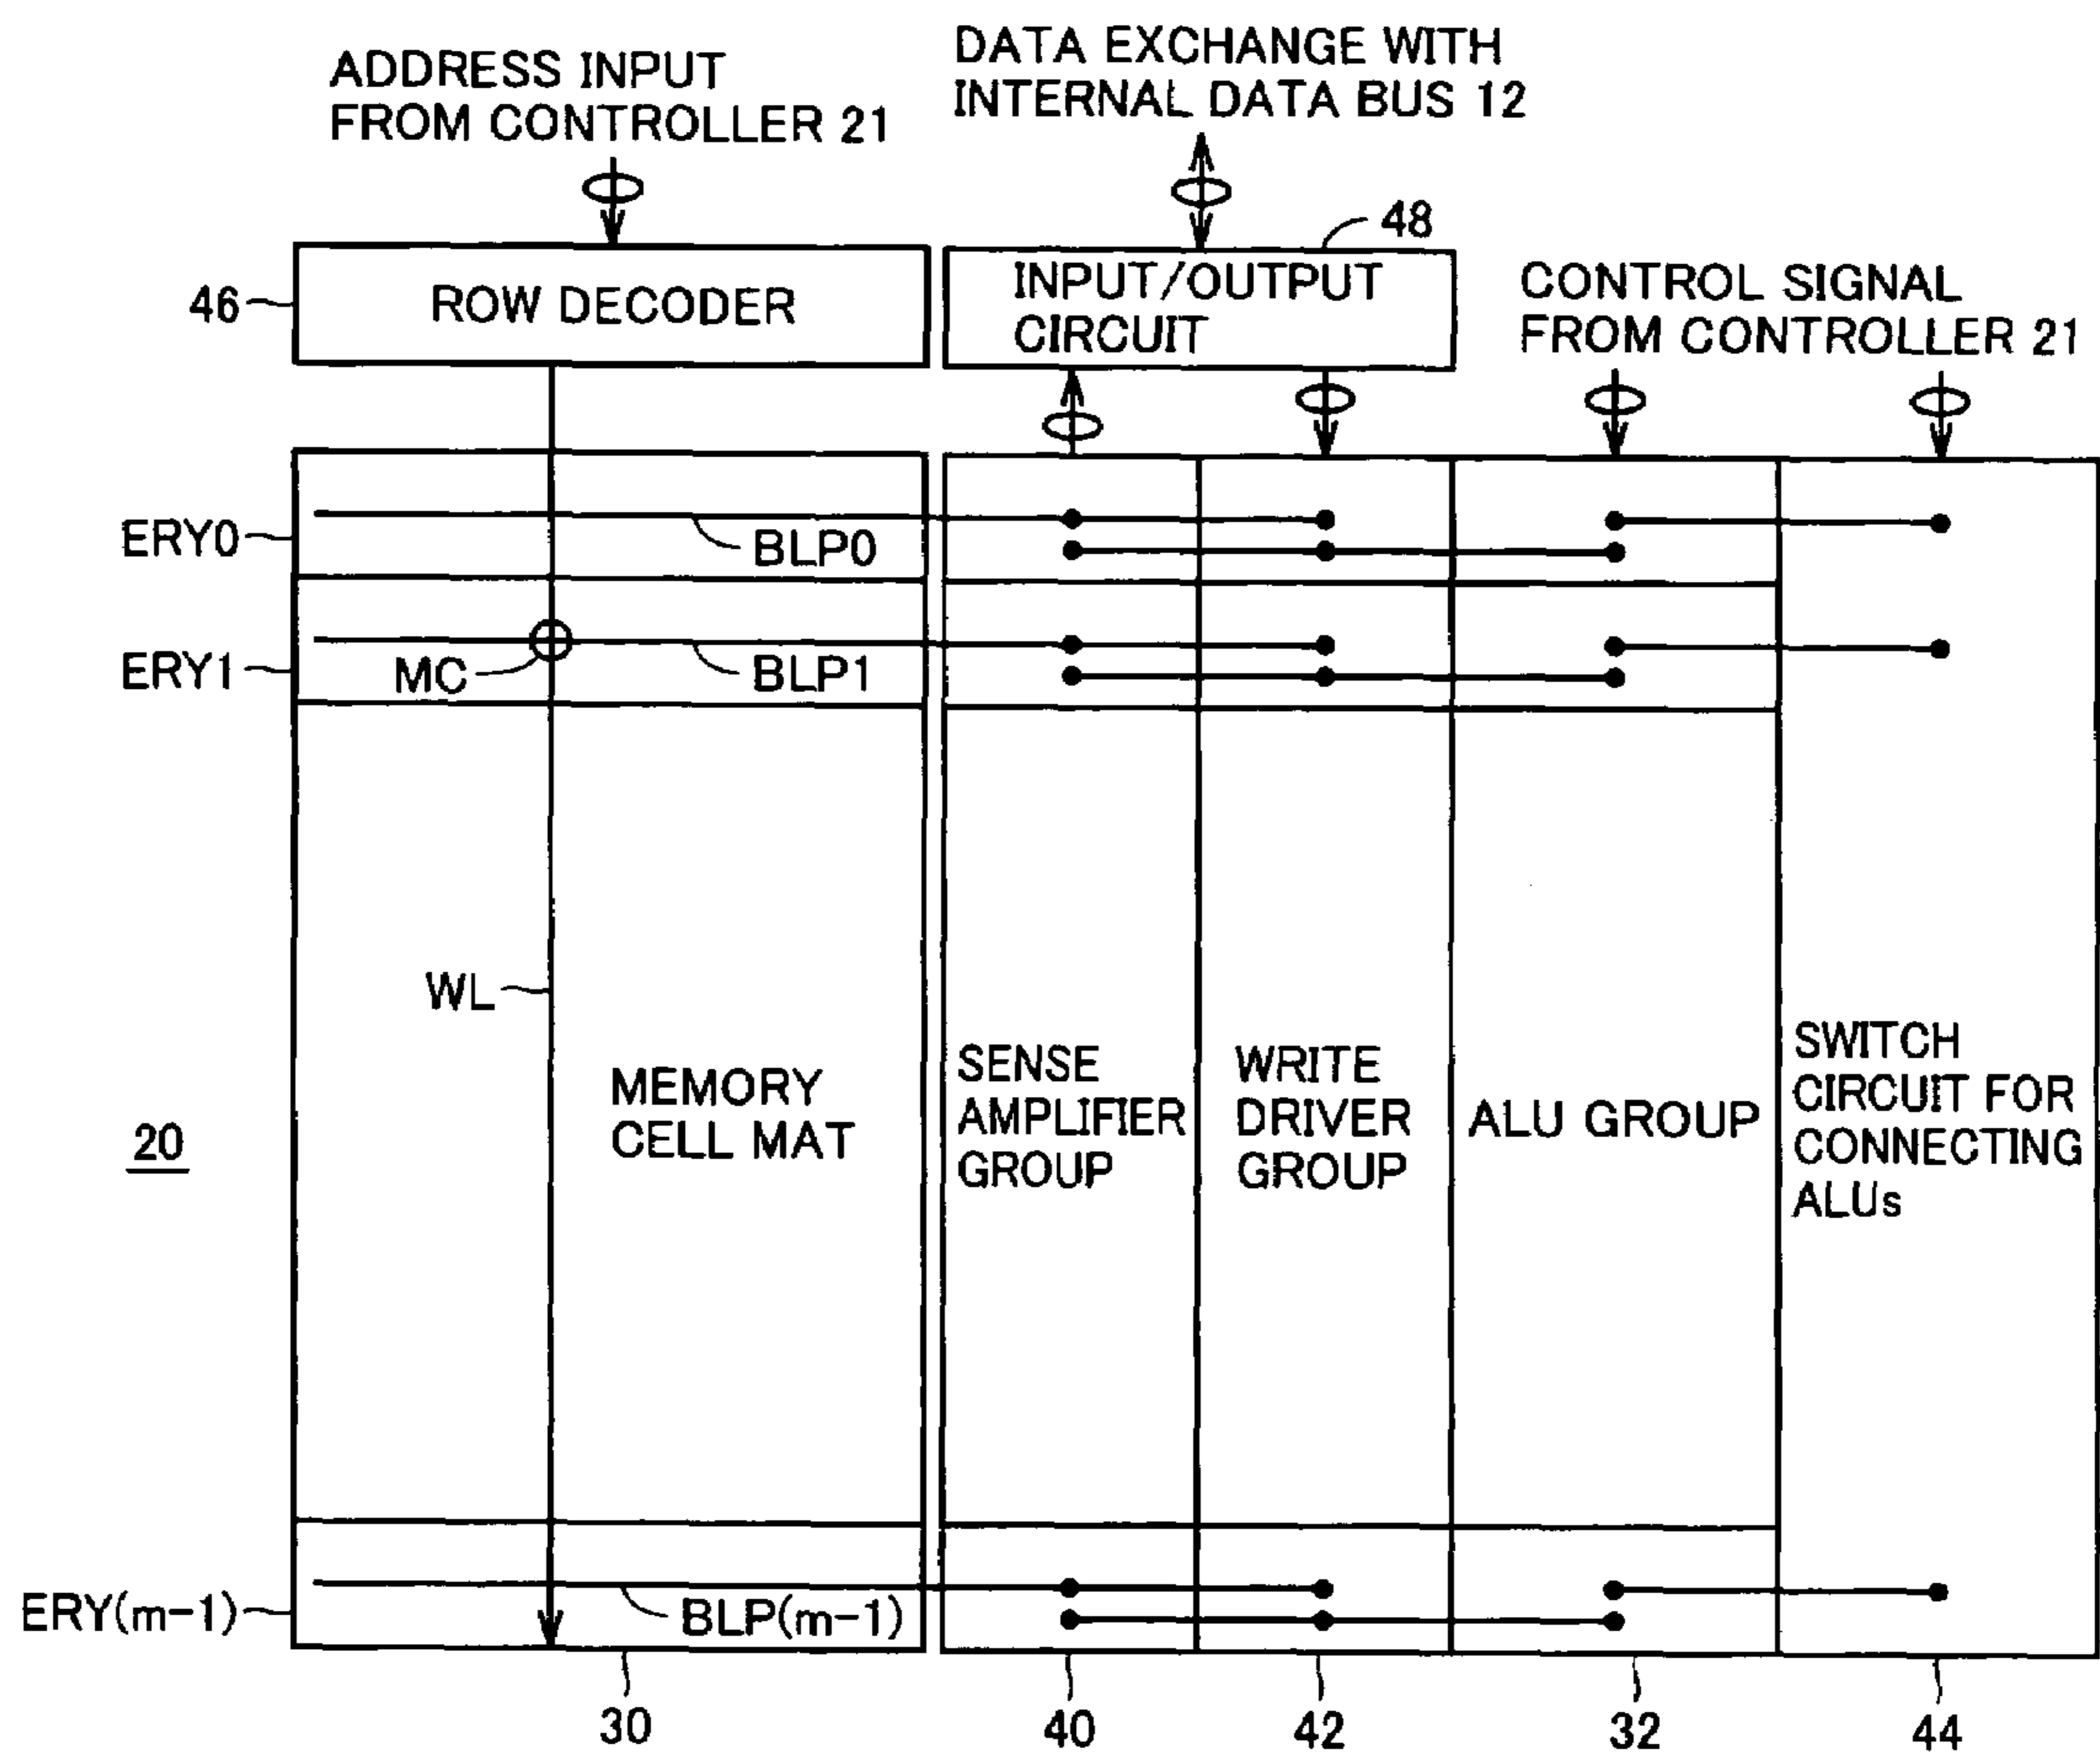 ADDRESS INPUT
FROM CONTROLLER 21
DATA EXCHANGE WITH
INTERNAL DATA BUS 12
48
46
ROW DECODER
INPUT/OUTPUT
CIRCUIT
CONTROL SIGNAL
FROM CONTROLLER 21
ERY0
BLP0
ERY1
MC
BLP1
WL
20
MEMORY
CELL MAT
SENSE
AMPLIFIER
GROUP
WRITE
DRIVER
GROUP
ALU GROUP
SWITCH
CIRCUIT FOR
CONNECTING
ALUs
ERY(m-1)
BLP(m-1)
30
40
42
32
44